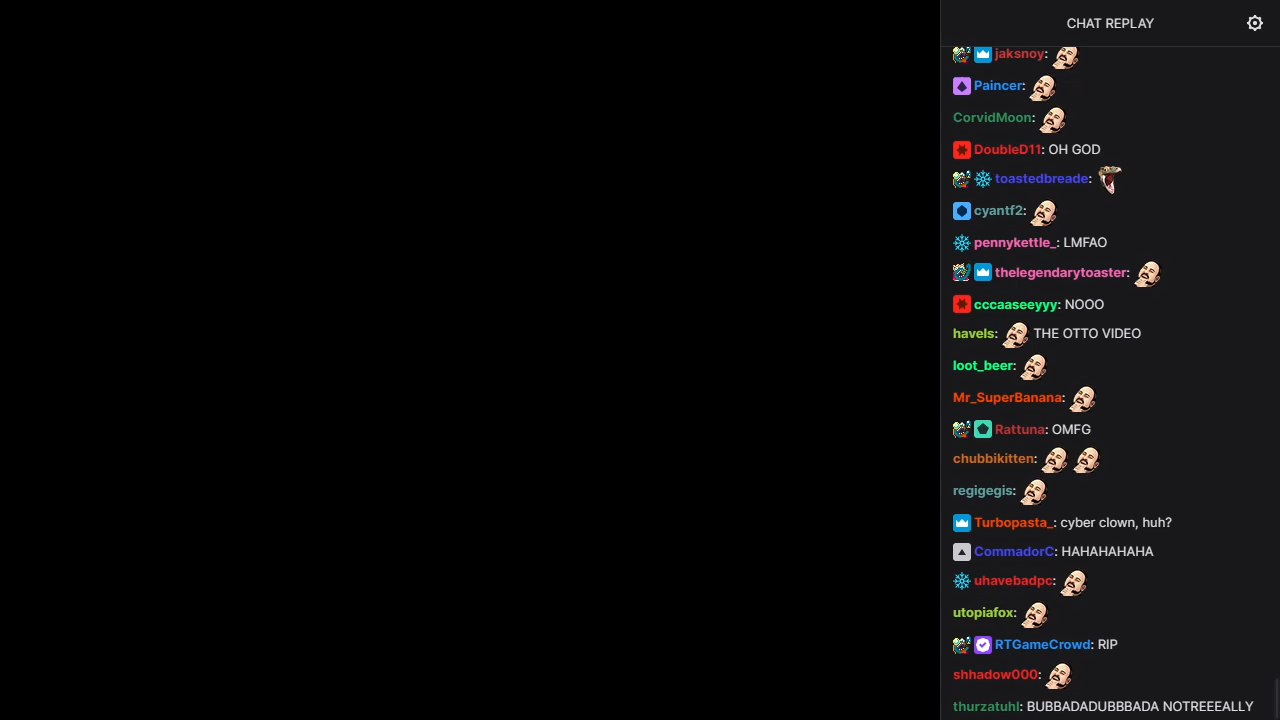 CHAT REPLAY
jaksnoy:
Paincer:
CorvidMoon:
DoubleD11: OH GOD
toastedbreade:
cyantf2:
pennykettle_: LMFAO
thelegendarytoaster:
cccaaseeyyy: NOOO
havels: THE OTTO VIDEO
loot_beer:
Mr_SuperBanana:
Rattuna: OMFG
chubbikitten:
regigegis:
Turbopasta_: cyber clown, huh?
CommadorC: HAHAHAHAHA
uhavebadpc:
utopiafox:
RTGameCrowd: RIP
shhadow000:
thurzatuhl: BUBBADADUBBBADA NOTREEEALLY